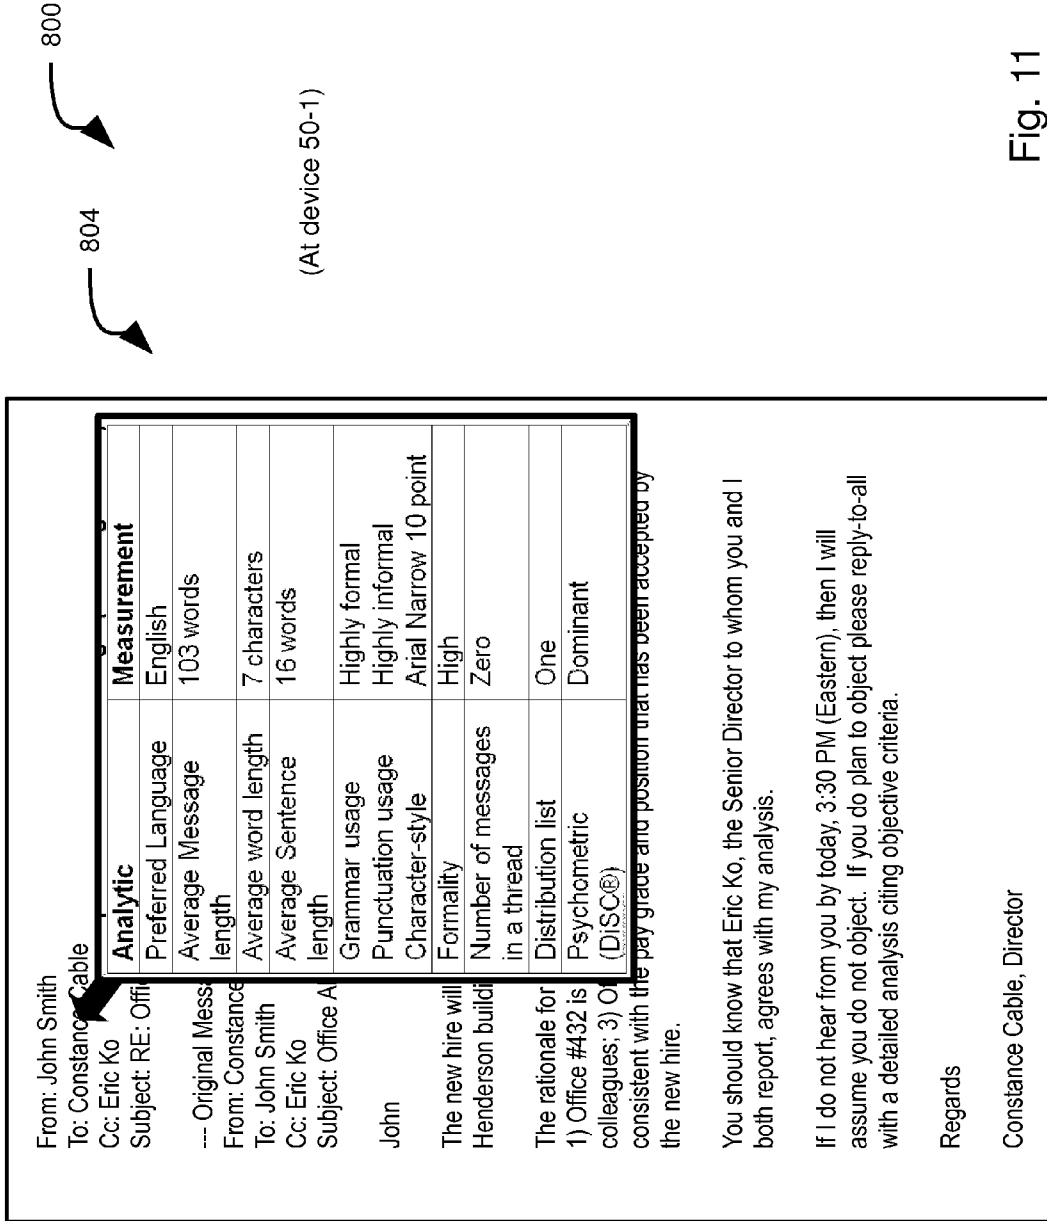 800
804
(At device 50-1)
From: John Smith
To: Constance Cable
Cc: Eric Ko
Subject: RE: Offi
--- Original Messa
From: Constance
To: John Smith
Cc: Eric Ko
Subject: Office A
John
The new hire will
Henderson buildi
The rationale for
1) Office #432 is
colleagues; 3) Of
consistent with the pay grade and position that has been accepted by
the new hire.
You should know that Eric Ko, the Senior Director to whom you and I
both report, agrees with my analysis.
If I do not hear from you by today, 3:30 PM (Eastern), then I will
assume you do not object. If you do plan to object please reply-to-all
with a detailed analysis citing objective criteria.
Regards
Constance Cable, Director
Analytic Measurement
Preferred Language English
Average Message 103 words
length
Average word length 7 characters
Average Sentence 16 words
length
Grammar usage Highly formal
Punctuation usage Highly informal
Character-style Arial Narrow 10 point
Formality High
Number of messages Zero
in a thread
Distribution list One
Psychometric Dominant
(DISC®)
Fig. 11